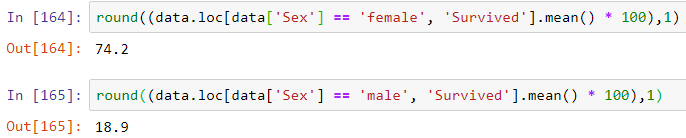 In [164]: round((data.loc[data['Sex'] == 'female', 'Survived'].mean() * 100),1)
Out[164]: 74.2
In [165]: round((data.loc[data['Sex'] == 'male', 'Survived'].mean() * 100),1)
Out[165]: 18.9